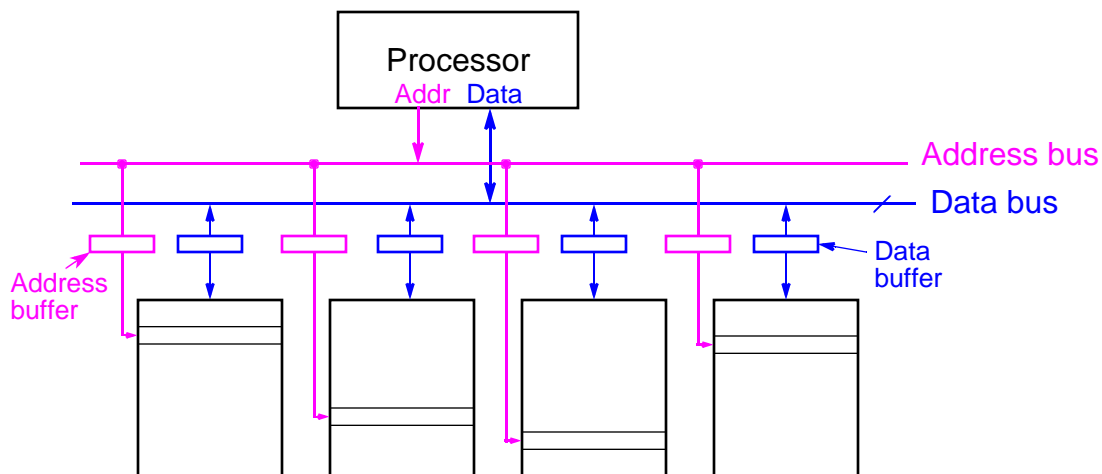 Processor
Addr Data
Address bus
Data bus
Address
buffer
Data
buffer